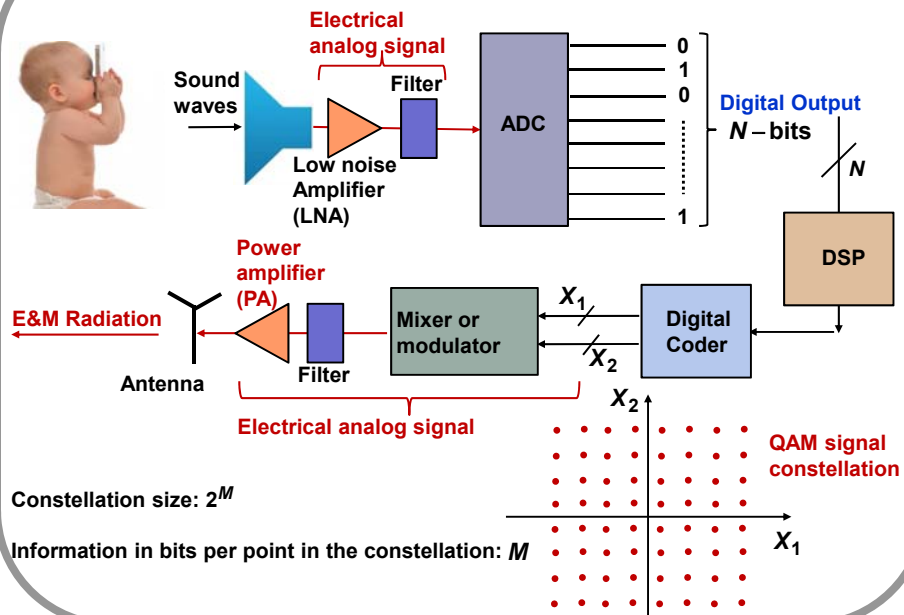 Electrical
analog signal
Sound
waves
Filter
Low noise
Amplifier
(LNA)
ADC
0
1
0
1
Digital Output
N – bits
N
DSP
Power
amplifier
(PA)
E&M Radiation
Antenna
Filter
Mixer or
modulator
X1
X2
Digital
Coder
Electrical analog signal
X2
QAM signal
constellation
X1
Constellation size: 2^M
Information in bits per point in the constellation: M